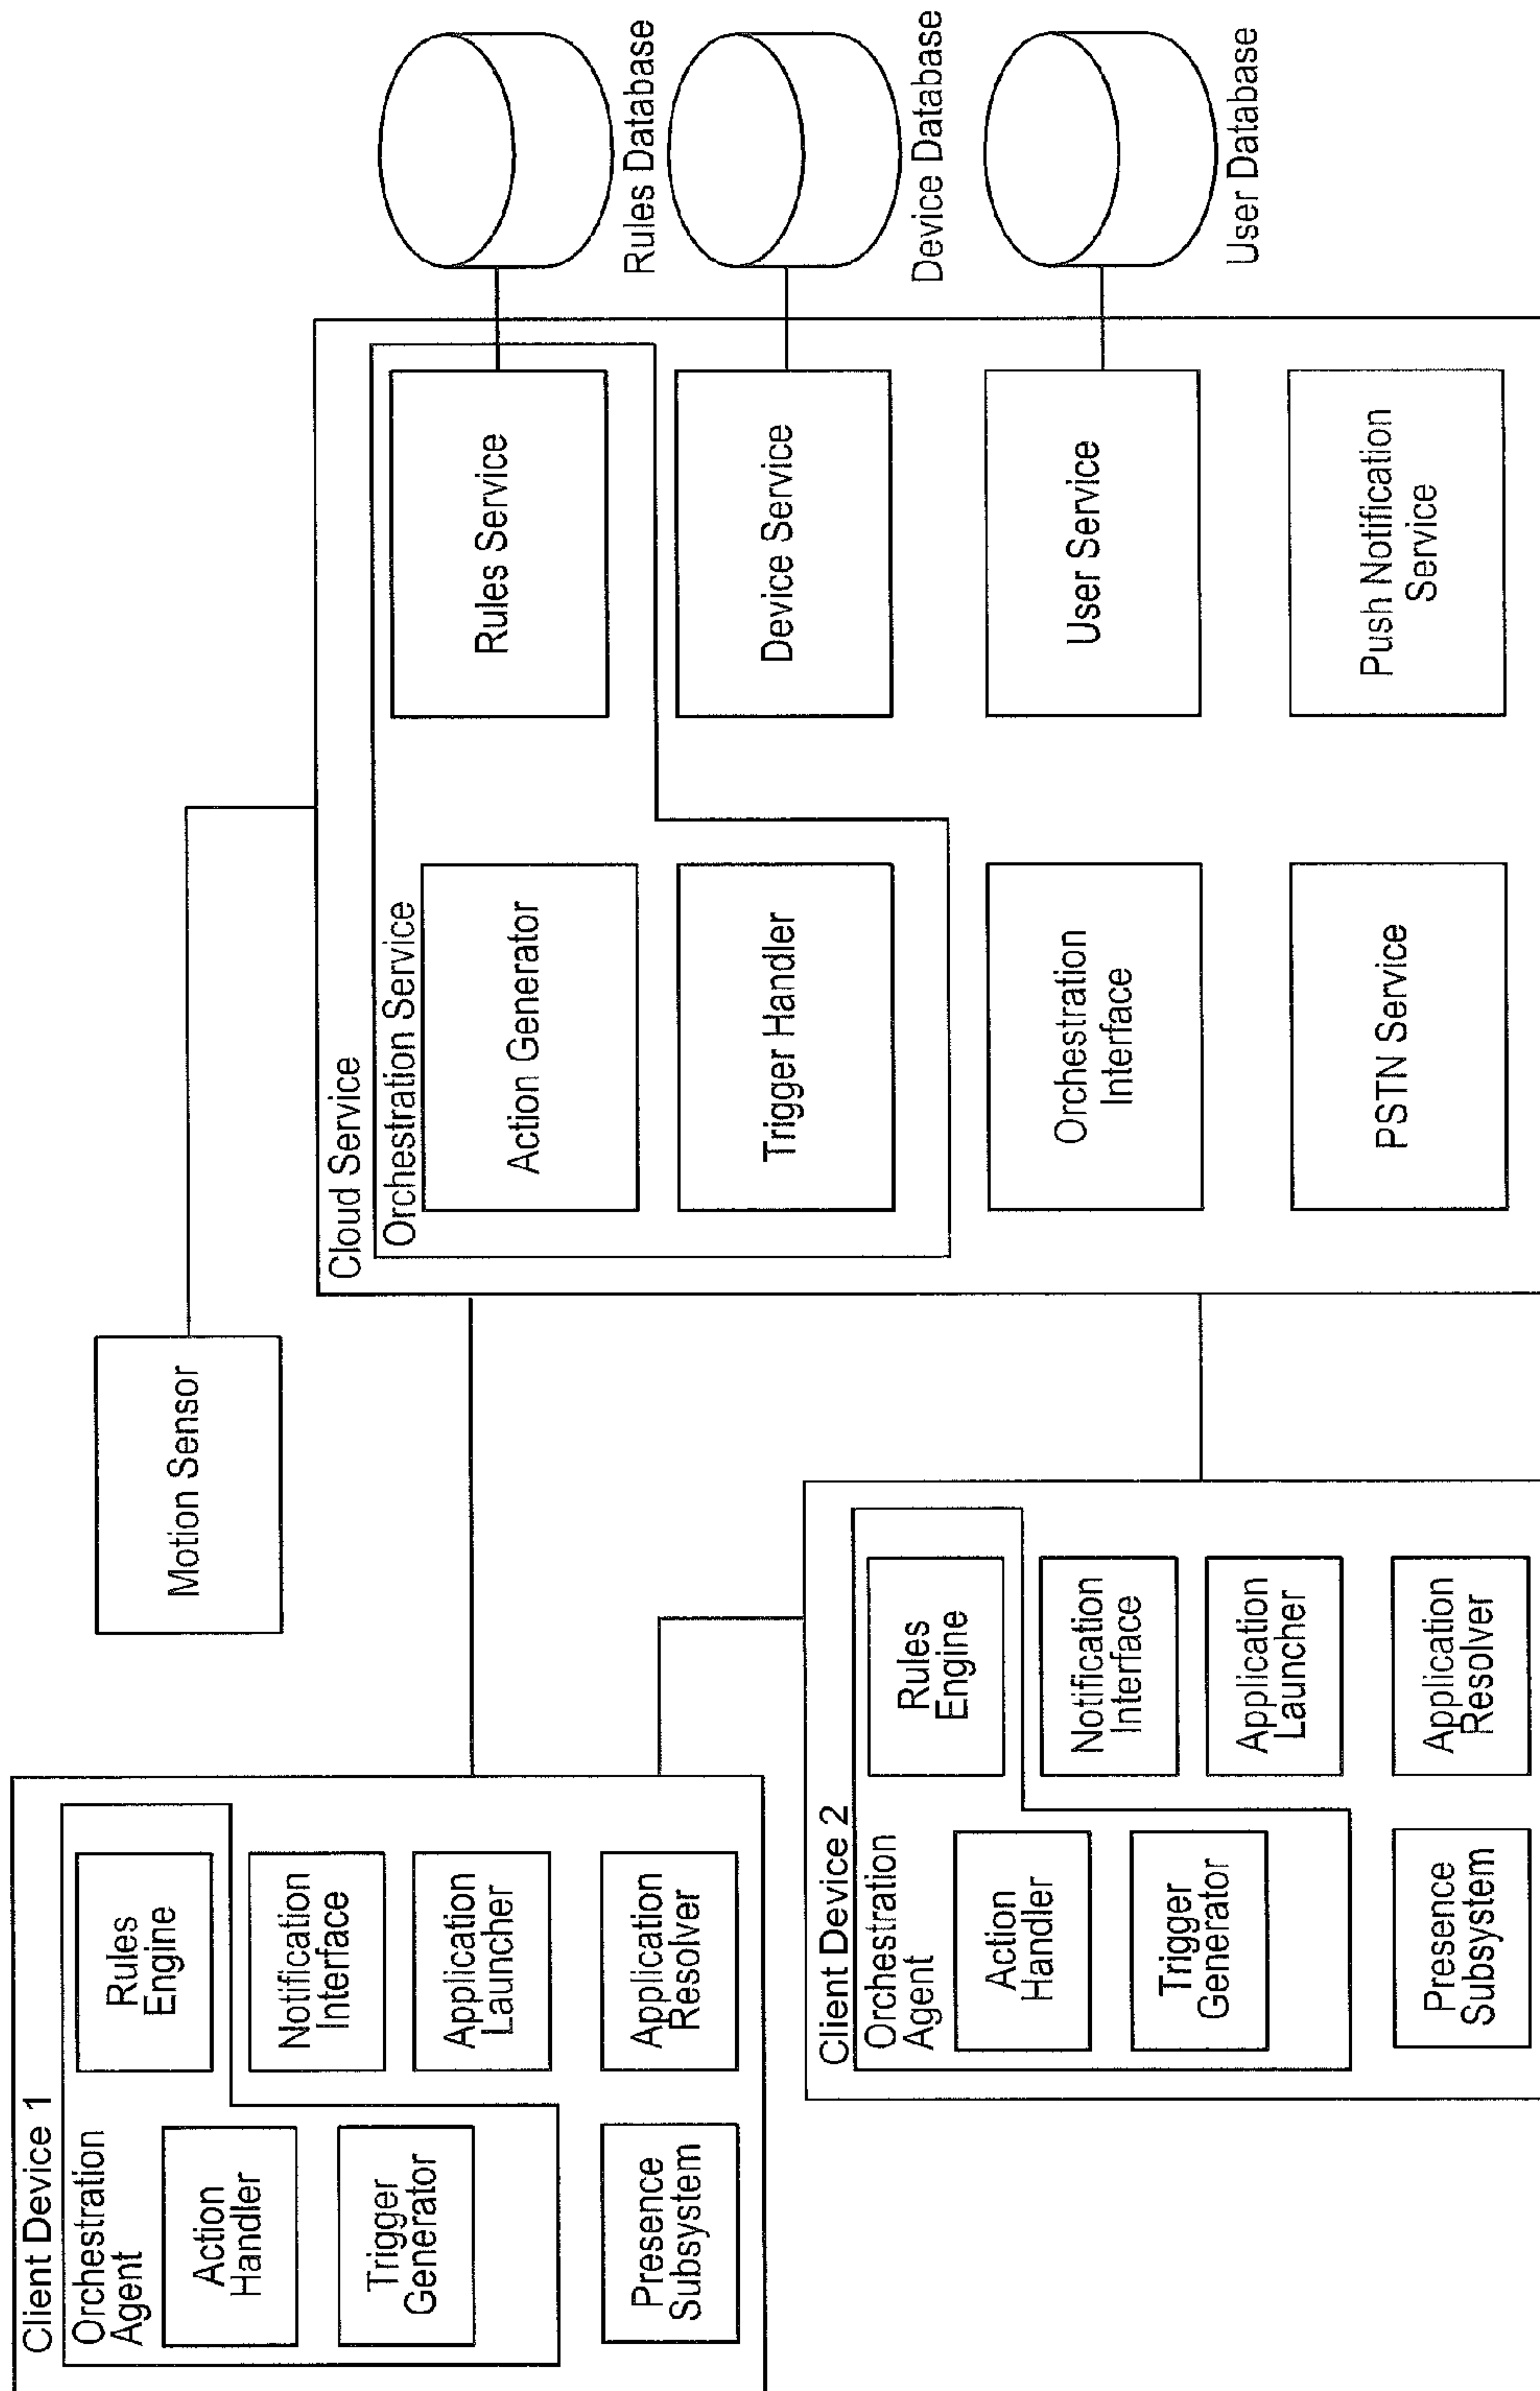 Client Device 1
Orchestration
Agent
Rules
Engine
Action
Handler
Notification
Interface
Trigger
Generator
Application
Launcher
Presence
Subsystem
Application
Resolver
Client Device 2
Orchestration
Agent
Rules
Engine
Action
Handler
Notification
Interface
Trigger
Generator
Application
Launcher
Presence
Subsystem
Application
Resolver
Motion Sensor
Cloud Service
Orchestration Service
Action Generator
Rules Service
Trigger Handler
Device Service
Orchestration
Interface
User Service
PSTN Service
Push Notification
Service
Rules Database
Device Database
User Database